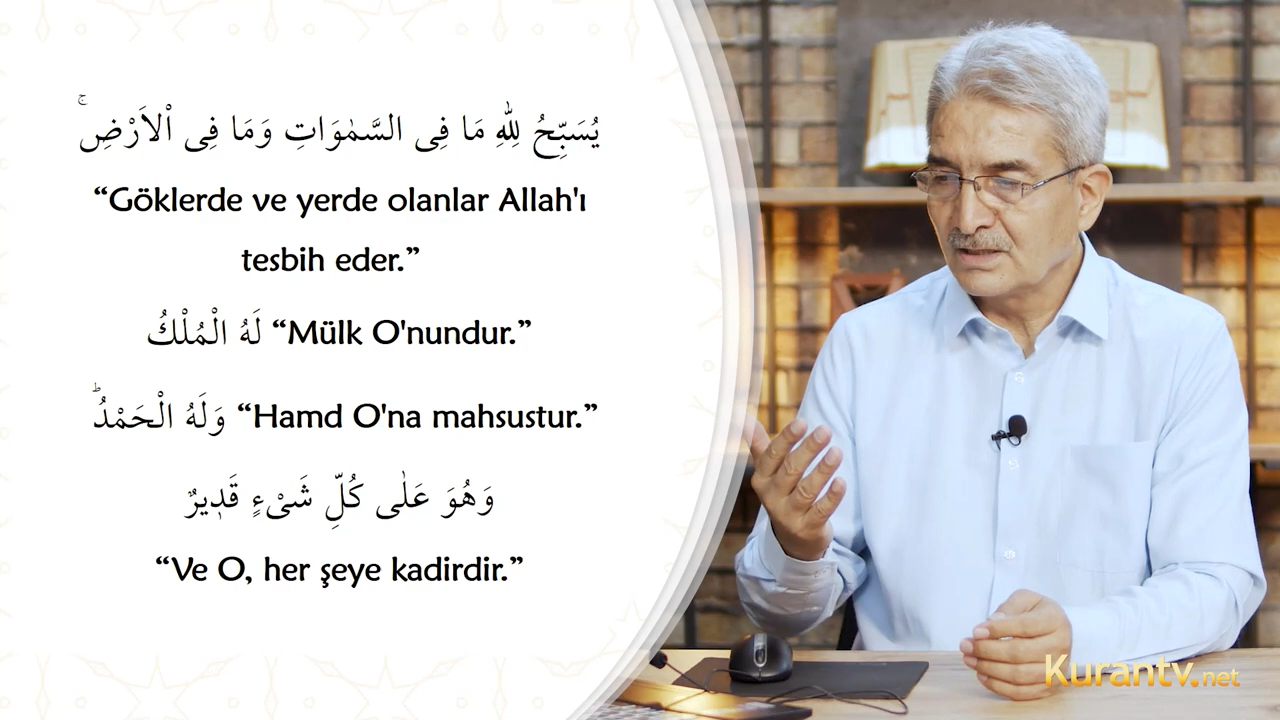 يُسَبِّحُ لِلّٰهِ مَا فِى السَّمٰوَاتِ وَمَا فِى الْاَرْضِۚ
“Göklerde ve yerde olanlar Allah'ı
tesbih eder.”
لَهُ الْمُلْكُ “Mülk O'nundur.”
وَلَهُ الْحَمْدُؕ “Hamd O'na mahsustur.”
وَهُوَ عَلٰى كُلِّ شَىْءٍ قَد۪يرٌ
“Ve O, her şeye kadirdir.”
Kurantv.net